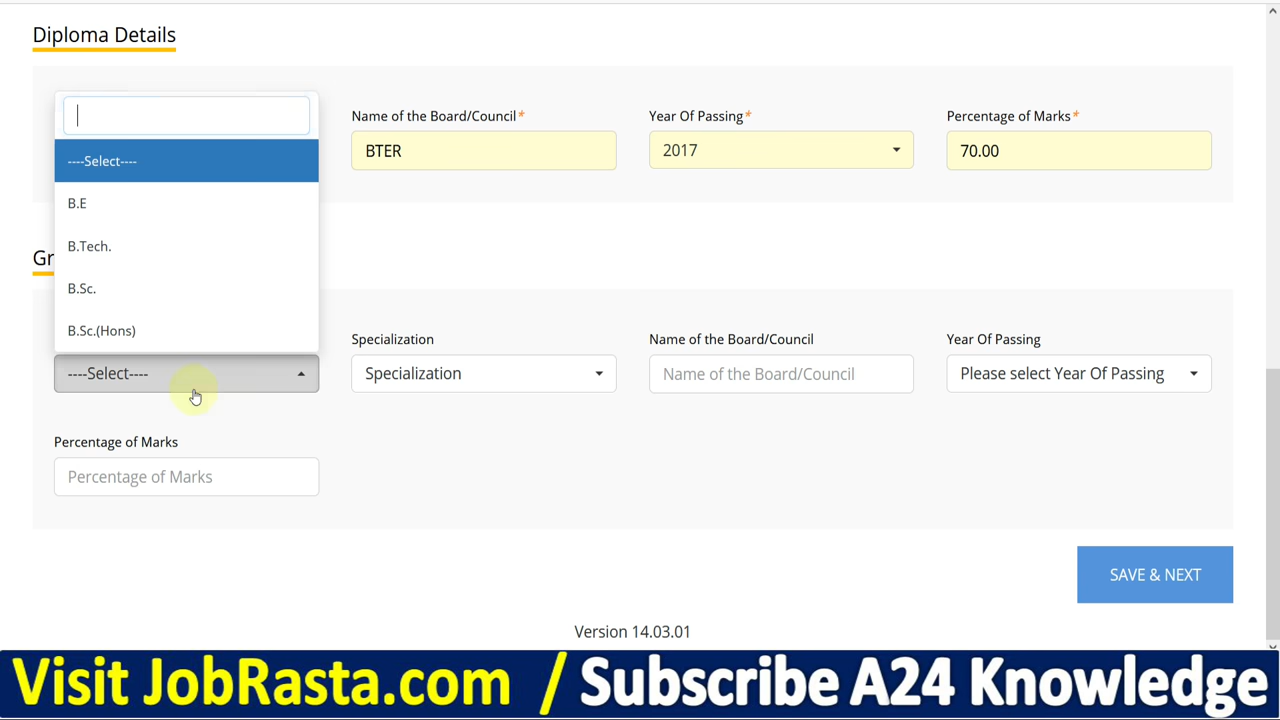 Diploma Details
Name of the Board/Council*
Year Of Passing*
Percentage of Marks*
BTER
2017
70.00
----Select----
B.E
B.Tech.
B.Sc.
B.Sc.(Hons)
Gr
Specialization
Name of the Board/Council
Year Of Passing
----Select----
Specialization
Name of the Board/Council
Please select Year Of Passing
Percentage of Marks
Percentage of Marks
SAVE & NEXT
Version 14.03.01
Visit JobRasta.com / Subscribe A24 Knowledge